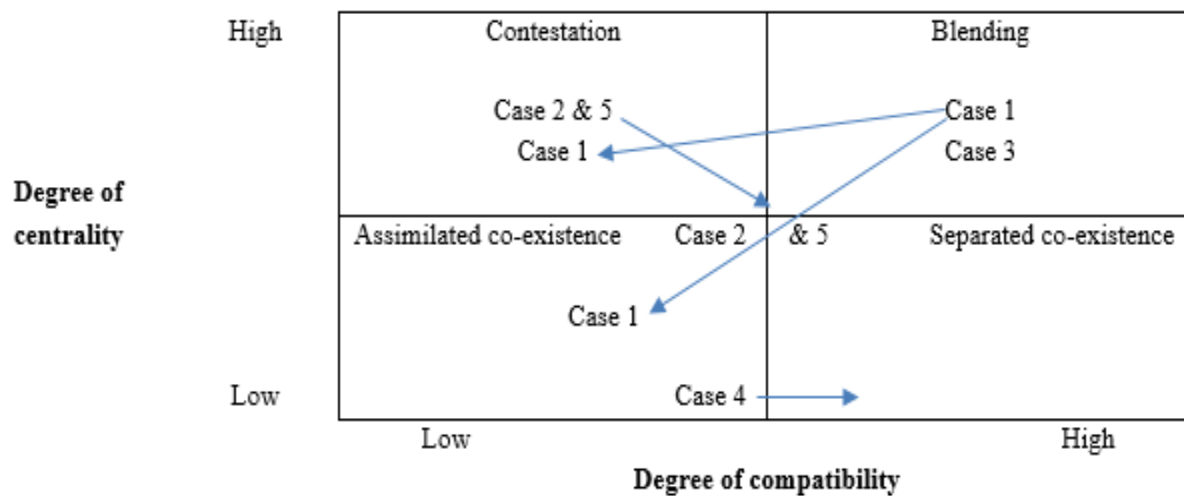 High
Contestation
Blending
Case 2 & 5
Case 1
Case 1
Case 3
Degree of
centrality
Assimilated co-existence
Case 2
& 5
Separated co-existence
Case 1
Low
Case 4
Low
High
Degree of compatibility